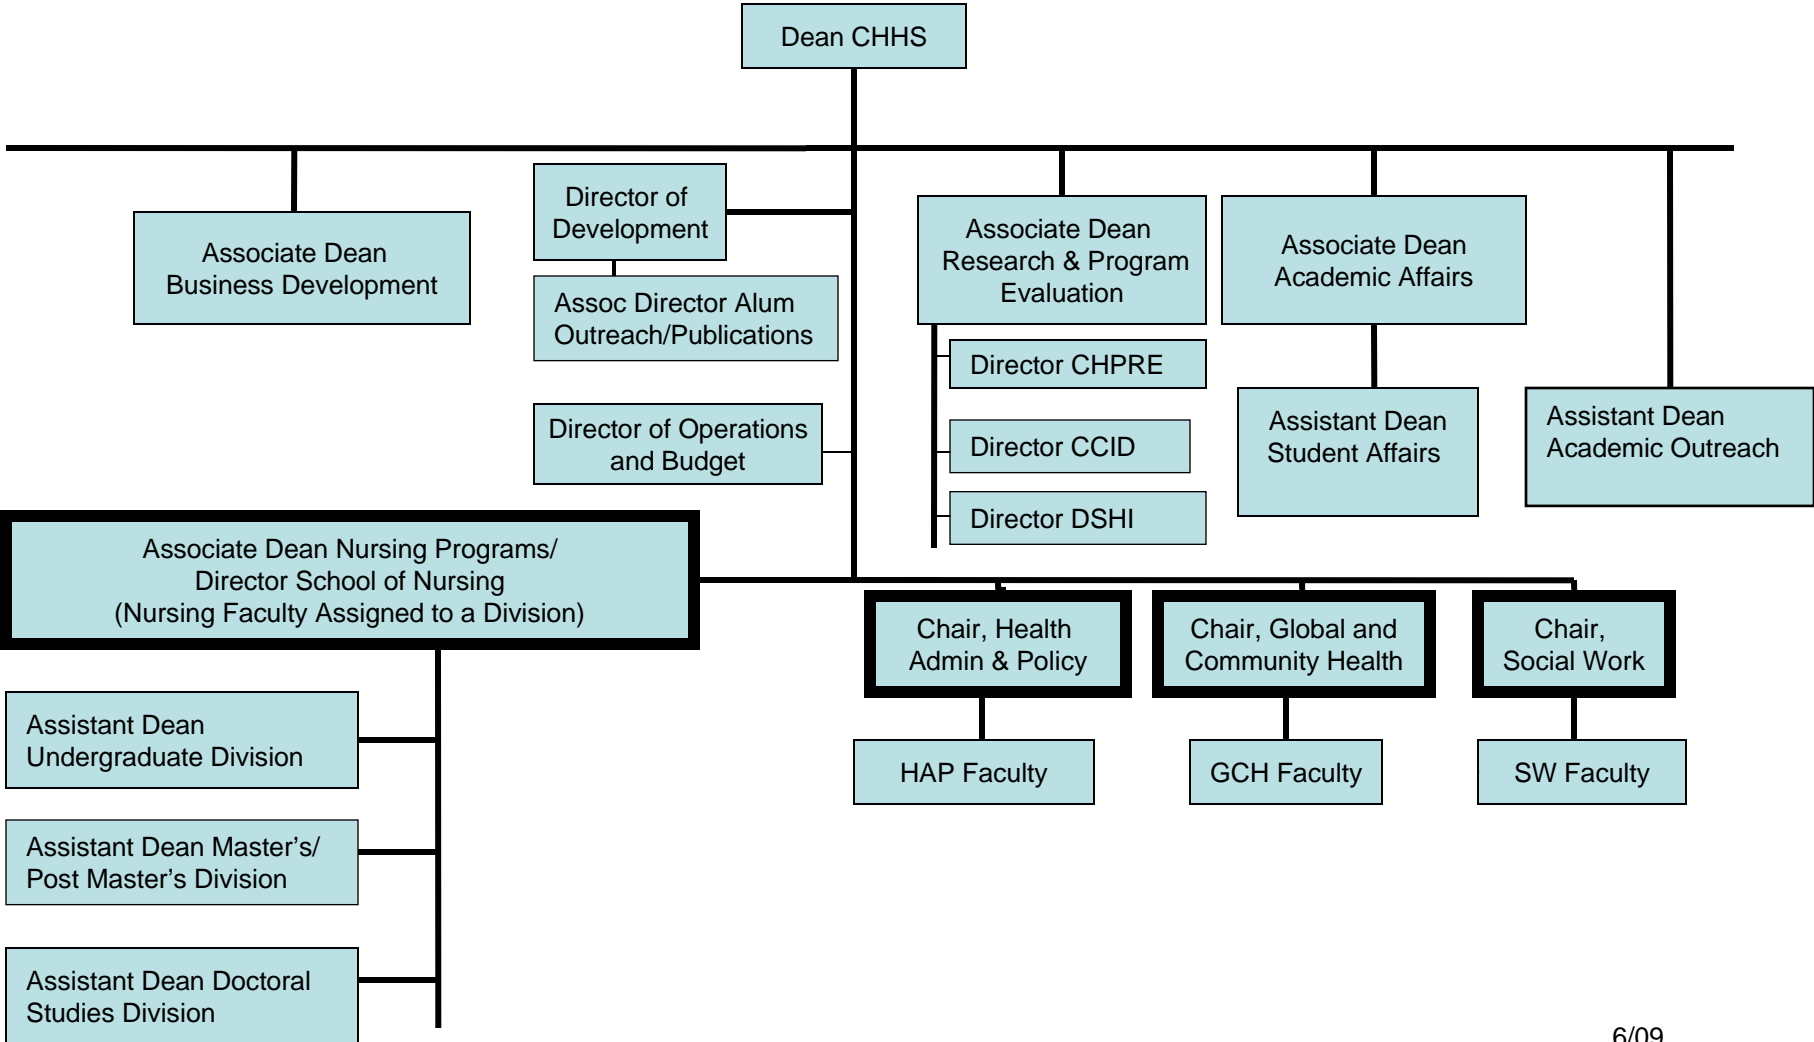 Dean CHHS
Associate Dean
Business Development
Director of
Development
Assoc Director Alum
Outreach/Publications
Director of Operations
and Budget
Associate Dean
Research & Program
Evaluation
Director CHPRE
Director CCID
Director DSHI
Associate Dean
Academic Affairs
Assistant Dean
Student Affairs
Assistant Dean
Academic Outreach
Associate Dean Nursing Programs/
Director School of Nursing
(Nursing Faculty Assigned to a Division)
Assistant Dean
Undergraduate Division
Assistant Dean Master’s/
Post Master’s Division
Assistant Dean Doctoral
Studies Division
Chair, Health
Admin & Policy
HAP Faculty
Chair, Global and
Community Health
GCH Faculty
Chair,
Social Work
SW Faculty
6/09